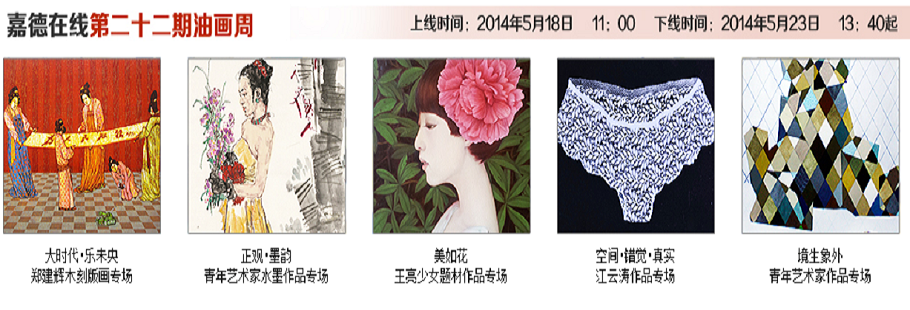 嘉德在线第二十二期油画周
上线时间：2014年5月18日 11：00 下线时间：2014年5月23日 13：40起
大时代·乐未央
郑建辉木刻版画专场
正观·墨韵
青年艺术家水墨作品专场
美如花
王亮少女题材作品专场
空间·错觉·真实
江云涛作品专场
境生象外
青年艺术家作品专场